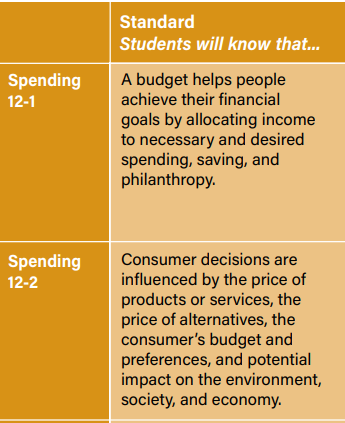 Standard
Students will know that...
Spending
12-1
A budget helps people
achieve their financial
goals by allocating income
to necessary and desired
spending, saving, and
philanthropy.
Spending
12-2
Consumer decisions are
influenced by the price of
products or services, the
price of alternatives, the
consumer's budget and
preferences, and potential
impact on the environment,
society, and economy.